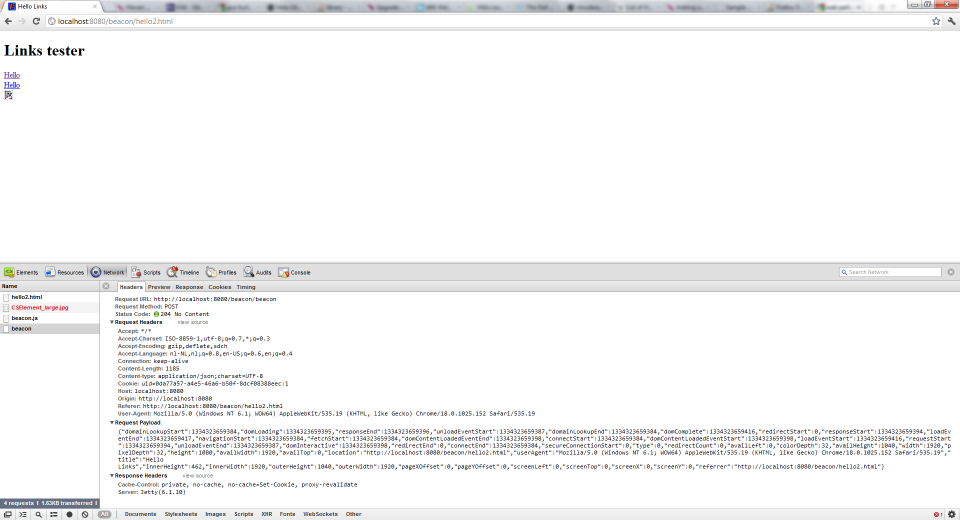 Hello Links
localhost:8080/beacon/hello2.html
Links tester
Hello
Hello
Elements Resources Network Scripts Timeline Profiles Audits Console Search Network
Name Headers Preview Response Cookies Timing
hello2.html
CSElement_large.jpg
beacon.js
beacon
Request URL: http://localhost:8080/beacon/beacon
Request Method: POST
Status Code: 204 No Content
Request Headers view source
Accept: */*
Accept-Charset: ISO-8859-1,utf-8;q=0.7,*;q=0.3
Accept-Encoding: gzip,deflate,sdch
Accept-Language: nl-NL,nl;q=0.8,en-US;q=0.6,en;q=0.4
Connection: keep-alive
Content-Length: 1185
Content-type: application/json;charset=UTF-8
Cookie: uid=0da77a57-a4e5-46a6-b50f-8dcf08388eec:1
Host: localhost:8080
Origin: http://localhost:8080
Referer: http://localhost:8080/beacon/hello2.html
User-Agent: Mozilla/5.0 (Windows NT 6.1; WOW64) AppleWebKit/535.19 (KHTML, like Gecko) Chrome/18.0.1025.152 Safari/535.19
Request Payload
{"domainLookupStart":1334323659384,"domLoading":1334323659395,"responseEnd":1334323659396,"unloadEventStart":1334323659387,"domainLookupEnd":1334323659384,"domComplete":1334323659416,"redirectStart":0,"responseStart":1334323659394,"loadEv
entEnd":1334323659417,"navigationStart":1334323659384,"fetchStart":1334323659384,"domContentLoadedEventEnd":1334323659398,"connectStart":1334323659384,"domContentLoadedEventStart":1334323659398,"loadEventStart":1334323659416,"requestStart
":1334323659394,"unloadEventEnd":1334323659387,"domInteractive":1334323659398,"redirectEnd":0,"connectEnd":1334323659384,"secureConnectionStart":0,"type":0,"redirectCount":0,"availLeft":0,"colorDepth":32,"availHeight":1040,"width":1920,"p
ixelDepth":32,"height":1080,"availWidth":1920,"availTop":0,"location":"http://localhost:8080/beacon/hello2.html","userAgent":"Mozilla/5.0 (Windows NT 6.1; WOW64) AppleWebKit/535.19 (KHTML, like Gecko) Chrome/18.0.1025.152 Safari/535.19","
title":"Hello
Links","innerHeight":462,"innerWidth":1920,"outerHeight":1040,"outerWidth":1920,"pageXOffset":0,"pageYOffset":0,"screenLeft":0,"screenTop":0,"screenX":0,"screenY":0,"referrer":"http://localhost:8080/beacon/hello2.html"}
Response Headers view source
Cache-Control: private, no-cache, no-cache=Set-Cookie, proxy-revalidate
Server: Jetty(6.1.10)
4 requests | 1.63KB transferred
All Documents Stylesheets Images Scripts XHR Fonts WebSockets Other 1